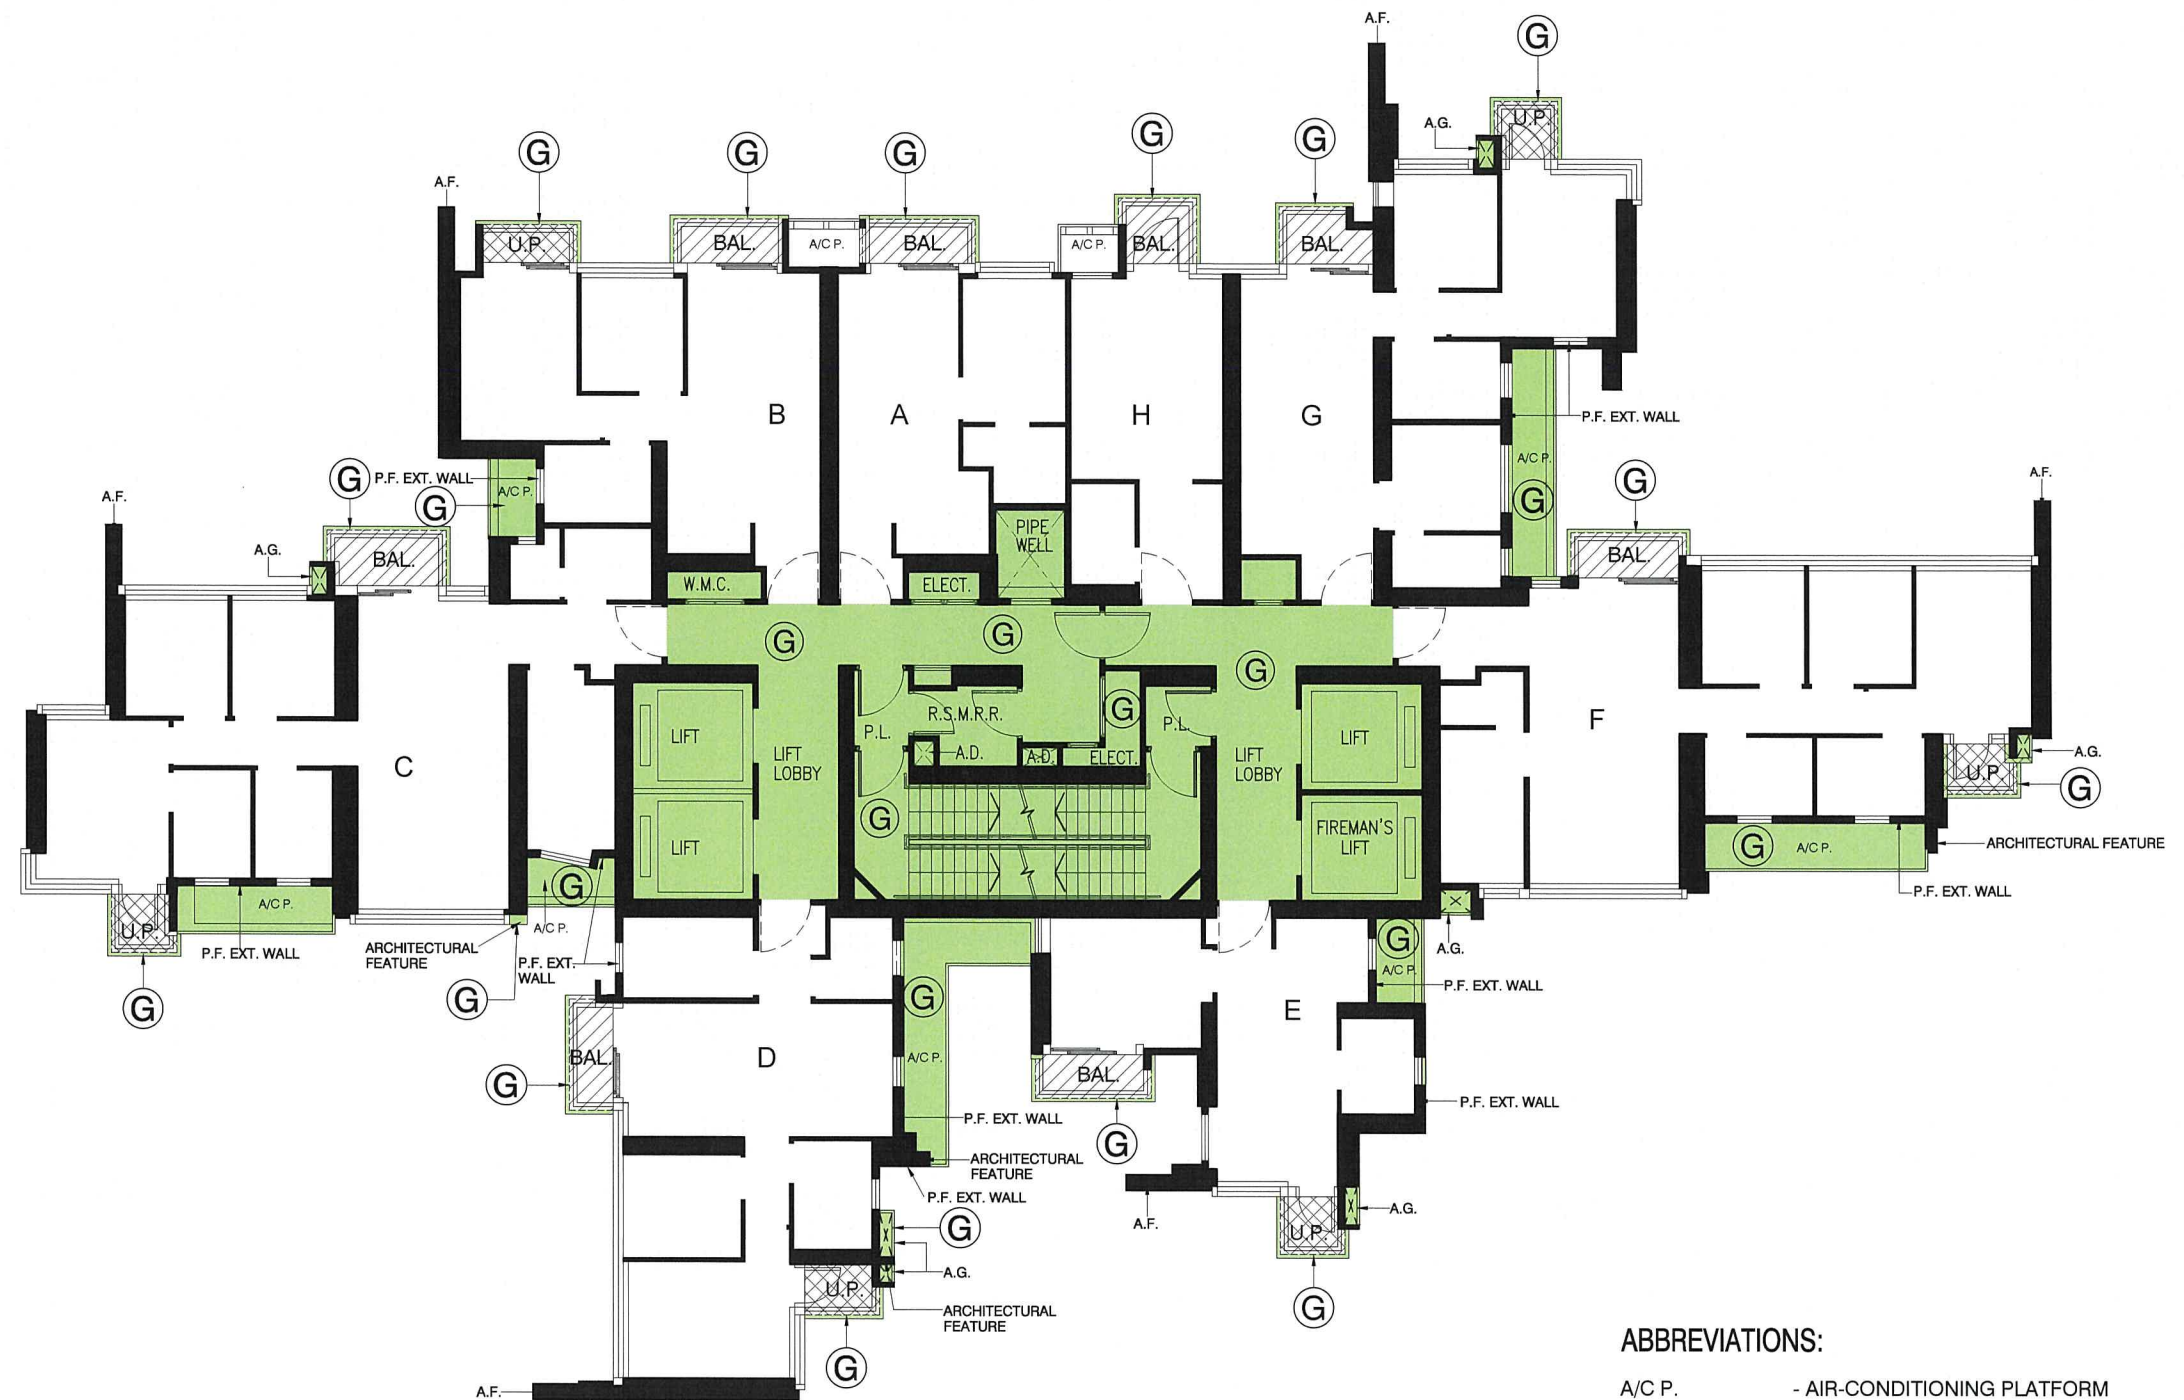 A.F.
G
G
A.G.
U.P.
G
G
G
G
G
A.F.
U.P.
BAL.
A/C P.
BAL.
A/C P.
BAL.
BAL.
B
A
H
G
P.F. EXT. WALL
A/C P.
G
G
P.F. EXT. WALL
G
A/C P.
G
A.F.
A.F.
A.G.
BAL.
PIPE
WELL
BAL.
W.M.C.
ELECT.
G
G
G
C
LIFT
LIFT
LOBBY
P.L.
R.S.M.R.R.
A.D.
A.D.
G
ELECT.
P.L.
LIFT
LOBBY
LIFT
F
A.G.
U.P.
G
LIFT
G
FIREMAN'S
LIFT
G
A/C P.
ARCHITECTURAL FEATURE
P.F. EXT. WALL
G
A/C P.
U.P.
P.F. EXT. WALL
ARCHITECTURAL
FEATURE
A/C P.
P.F. EXT.
WALL
G
A/C P.
A.G.
G
G
G
P.F. EXT. WALL
E
BAL.
D
A/C P.
G
BAL.
P.F. EXT. WALL
P.F. EXT. WALL
G
ARCHITECTURAL
FEATURE
P.F. EXT. WALL
A.F.
A.G.
G
U.P.
A.G.
U.P.
ARCHITECTURAL
FEATURE
G
G
A.F.
ABBREVIATIONS:
A/C P. - AIR-CONDITIONING PLATFORM